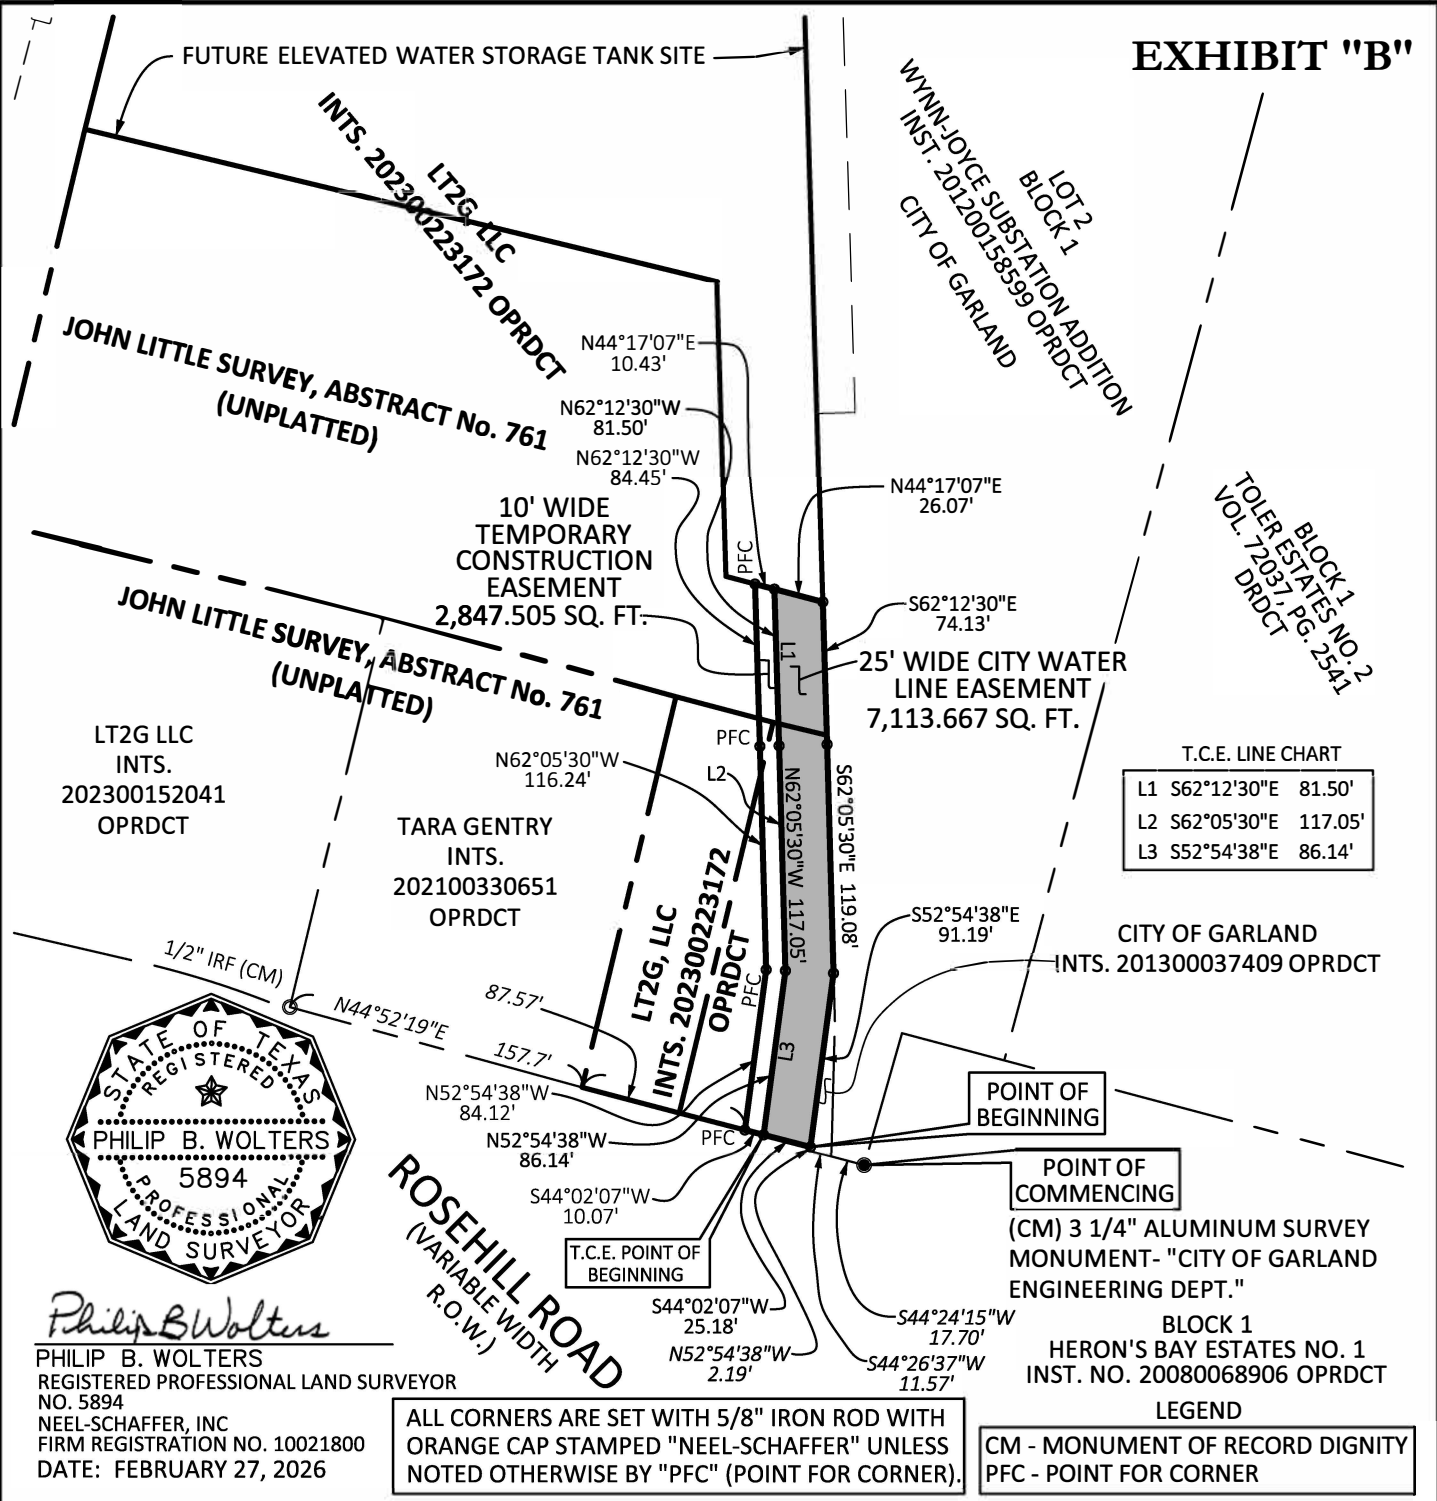 EXHIBIT "B"
FUTURE ELEVATED WATER STORAGE TANK SITE
LT2G LLC
INTS. 202300223172 OPRDCT
LOT 2
BLOCK 1
WYNN-JOYCE SUBSTATION ADDITION
INST. 201200158599 OPRDCT
CITY OF GARLAND
JOHN LITTLE SURVEY, ABSTRACT No. 761
(UNPLATTED)
N44°17'07"E
10.43'
N62°12'30"W
81.50'
N62°12'30"W
84.45'
N44°17'07"E
26.07'
BLOCK 1
TOLER ESTATES NO. 2
VOL. 72037, PG. 2541
DRDCT
10' WIDE
TEMPORARY
CONSTRUCTION
EASEMENT
2,847.505 SQ. FT.
PFC
S62°12'30"E
74.13'
L1
25' WIDE CITY WATER
LINE EASEMENT
7,113.667 SQ. FT.
JOHN LITTLE SURVEY, ABSTRACT No. 761
(UNPLATTED)
LT2G LLC
INTS.
202300152041
OPRDCT
PFC
N62°05'30"W
116.24'
L2
N62°05'30"W 117.05'
S62°05'30"E 119.08'
T.C.E. LINE CHART
L1 S62°12'30"E 81.50'
L2 S62°05'30"E 117.05'
L3 S52°54'38"E 86.14'
TARA GENTRY
INTS.
202100330651
OPRDCT
LT2G, LLC
INTS. 202300223172
OPRDCT
S52°54'38"E
91.19'
CITY OF GARLAND
INTS. 201300037409 OPRDCT
1/2" IRF (CM)
N44°52'19"E
157.7'
87.57'
PFC
L3
N52°54'38"W
84.12'
N52°54'38"W
86.14'
PFC
S44°02'07"W
10.07'
POINT OF
BEGINNING
POINT OF
COMMENCING
(CM) 3 1/4" ALUMINUM SURVEY
MONUMENT- "CITY OF GARLAND
ENGINEERING DEPT."
T.C.E. POINT OF
BEGINNING
S44°02'07"W
25.18'
N52°54'38"W
2.19'
S44°24'15"W
17.70'
S44°26'37"W
11.57'
BLOCK 1
HERON'S BAY ESTATES NO. 1
INST. NO. 20080068906 OPRDCT
ROSEHILL ROAD
(VARIABLE WIDTH
R.O.W.)
STATE OF TEXAS
REGISTERED
PHILIP B. WOLTERS
5894
PROFESSIONAL
LAND SURVEYOR
Philip B Wolters
PHILIP B. WOLTERS
REGISTERED PROFESSIONAL LAND SURVEYOR
NO. 5894
NEEL-SCHAFFER, INC
FIRM REGISTRATION NO. 10021800
DATE: FEBRUARY 27, 2026
ALL CORNERS ARE SET WITH 5/8" IRON ROD WITH
ORANGE CAP STAMPED "NEEL-SCHAFFER" UNLESS
NOTED OTHERWISE BY "PFC" (POINT FOR CORNER).
LEGEND
CM - MONUMENT OF RECORD DIGNITY
PFC - POINT FOR CORNER